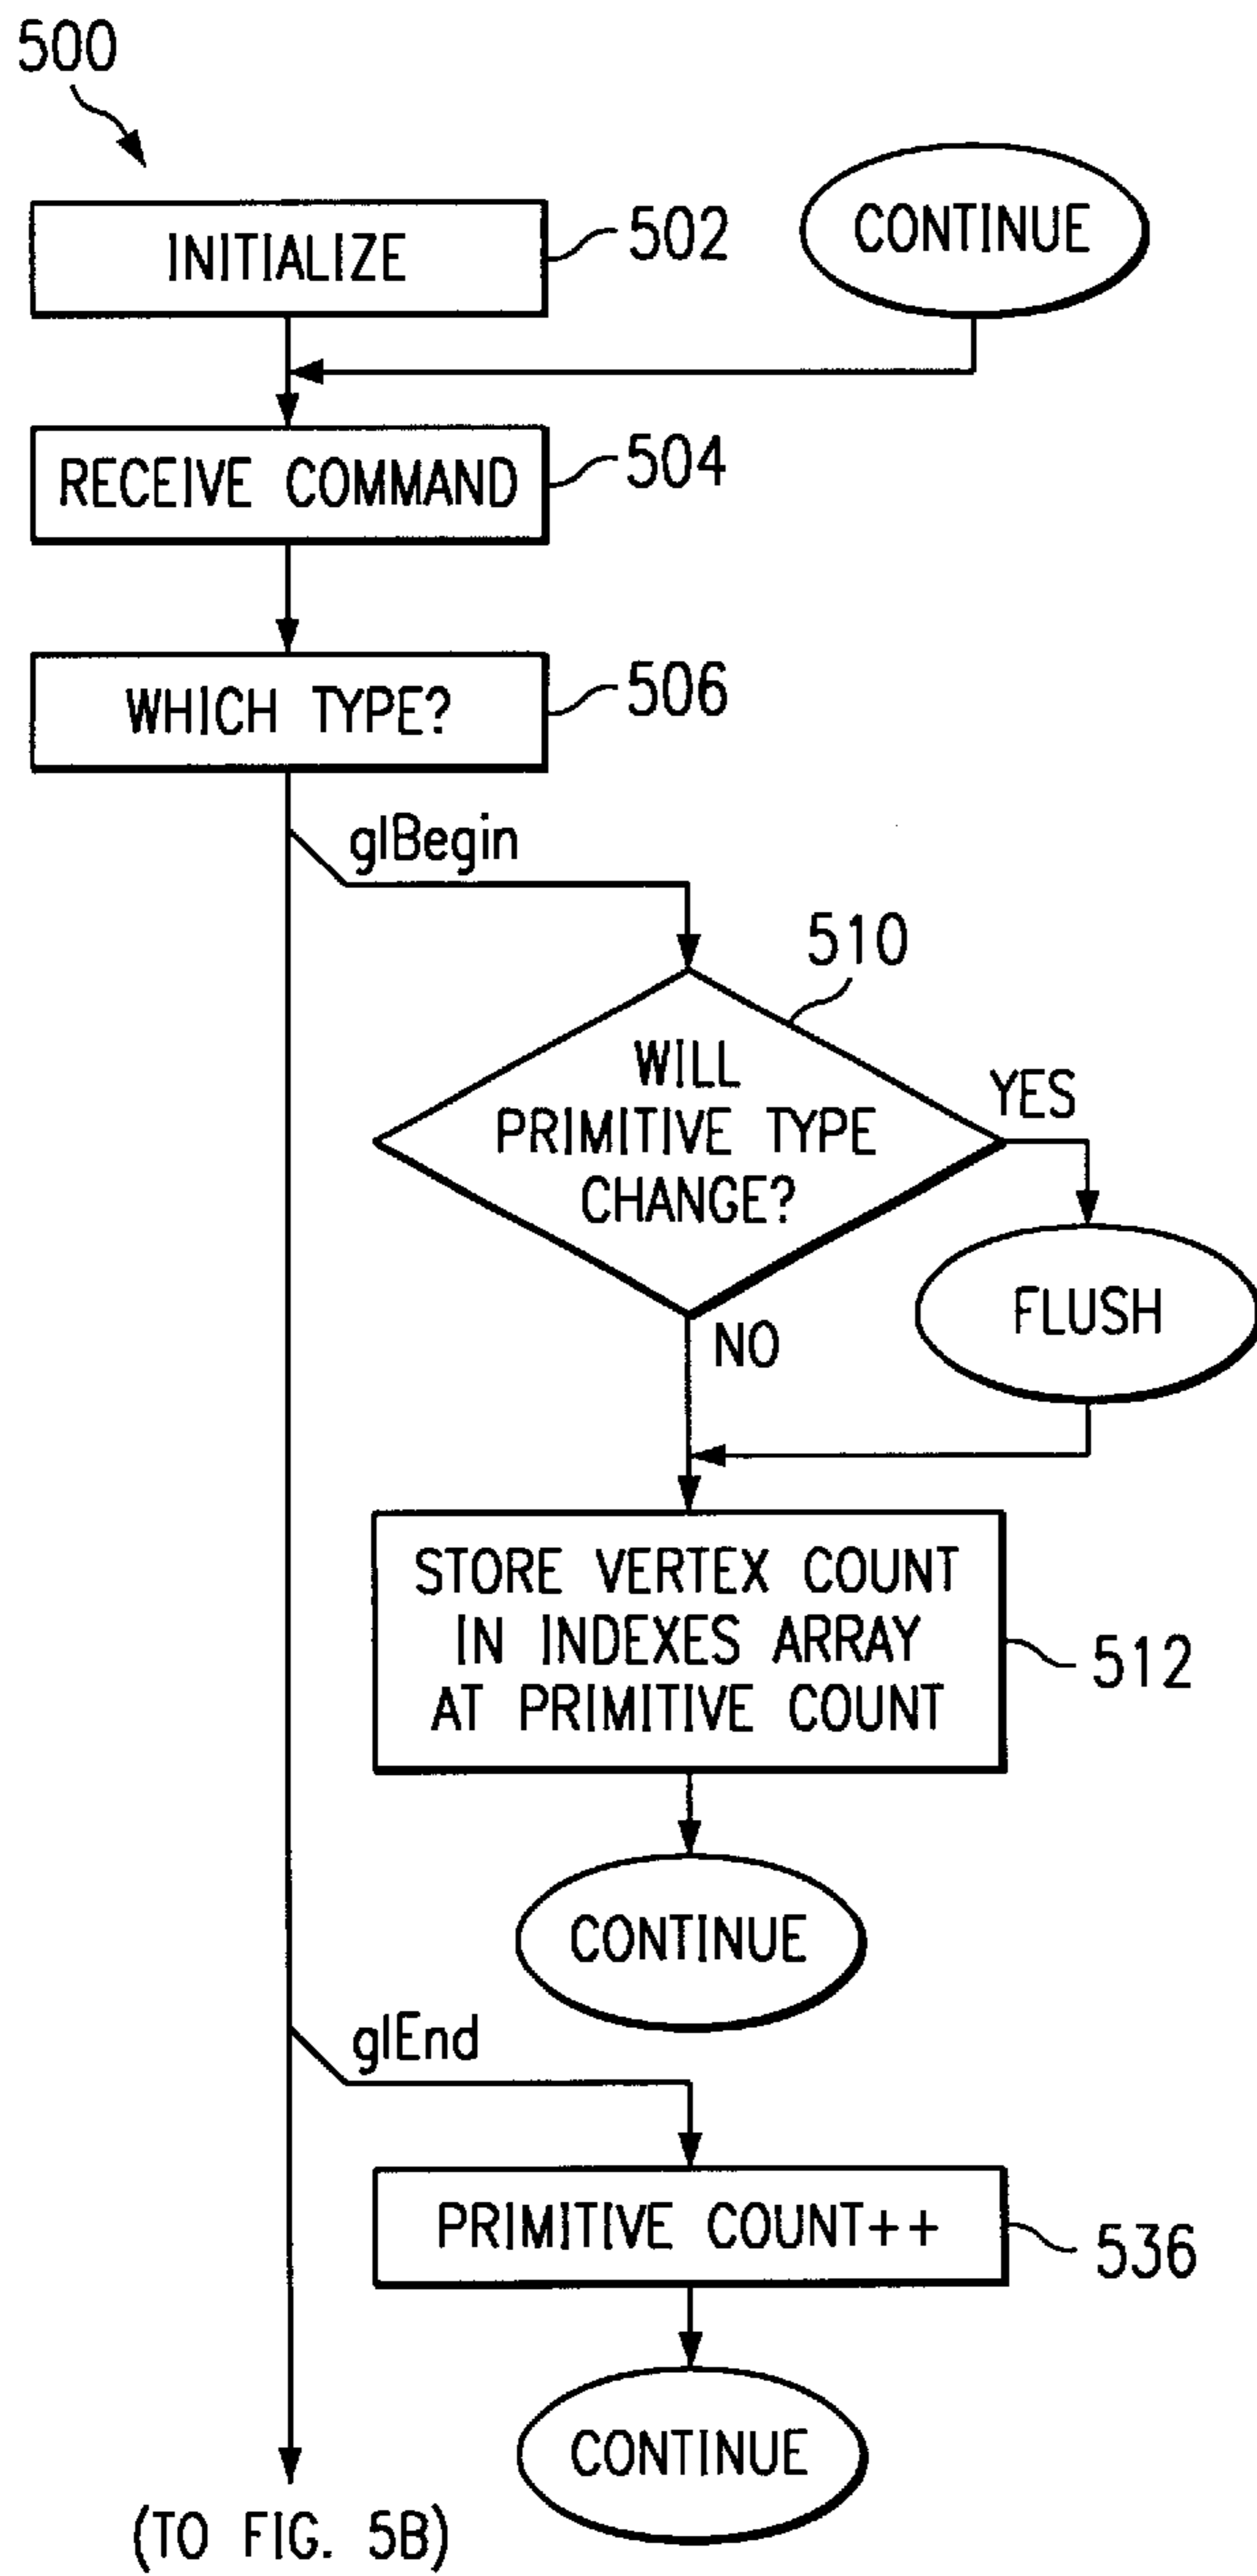 500
INITIALIZE
502
CONTINUE
RECEIVE COMMAND
504
WHICH TYPE?
506
glBegin
510
WILL
PRIMITIVE TYPE
CHANGE?
YES
FLUSH
NO
STORE VERTEX COUNT
IN INDEXES ARRAY
AT PRIMITIVE COUNT
512
CONTINUE
glEnd
PRIMITIVE COUNT++
536
CONTINUE
(TO FIG. 5B)